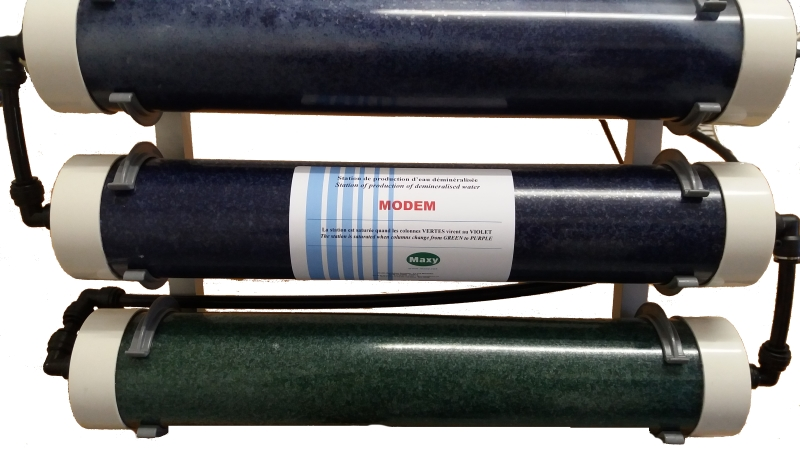 Station de production d'eau déminéralisée
Station of production of demineralised water
MODEM
La station est saturée quand les colonnes VERTES virent au VIOLET
The station is saturated when columns change from GREEN to PURPLE
Maxy